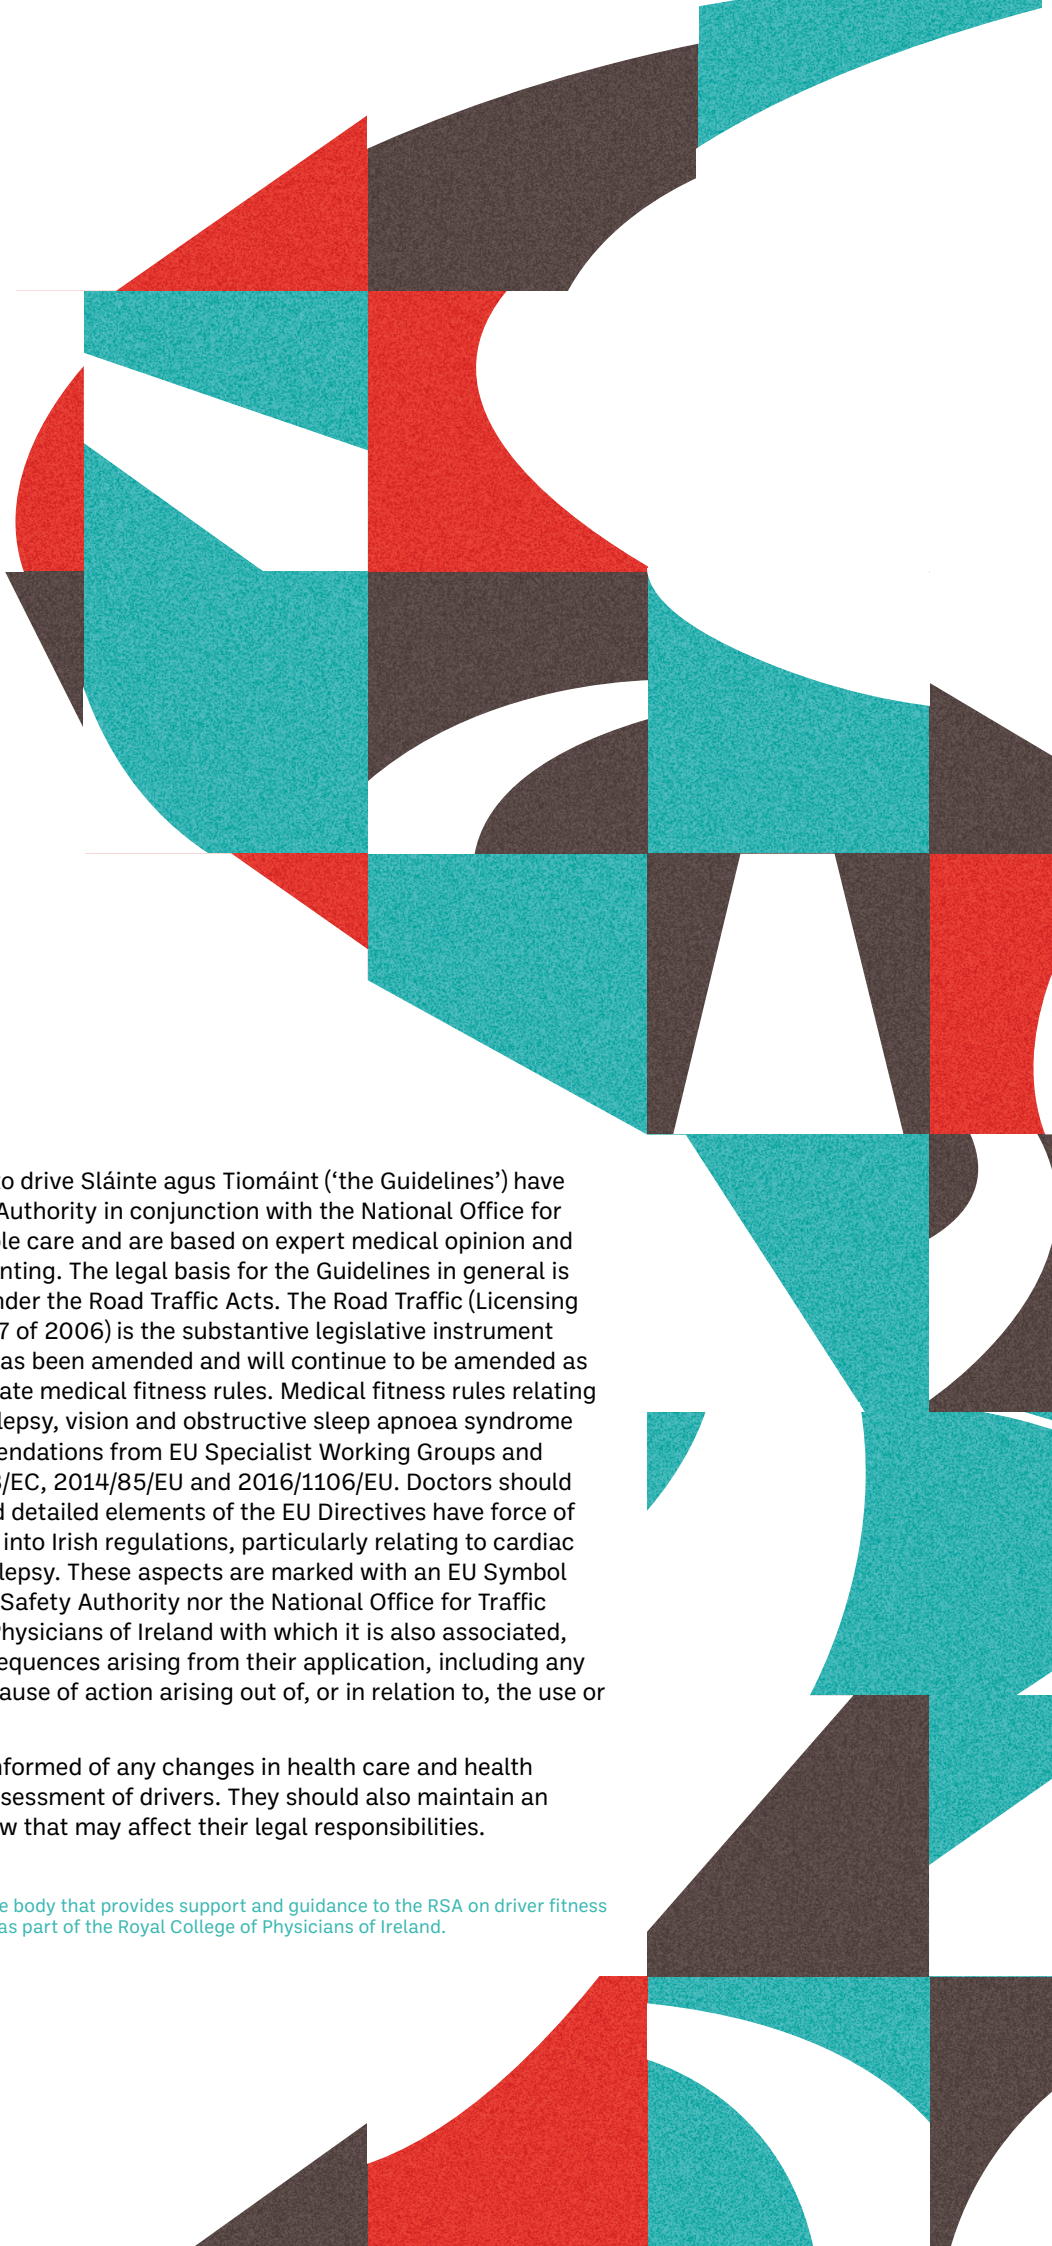 to drive Sláinte agus Tiomáint (‘the Guidelines’) have
Authority in conjunction with the National Office for
le care and are based on expert medical opinion and
nting. The legal basis for the Guidelines in general is
nder the Road Traffic Acts. The Road Traffic (Licensing
7 of 2006) is the substantive legislative instrument
as been amended and will continue to be amended as
ate medical fitness rules. Medical fitness rules relating
lepsy, vision and obstructive sleep apnoea syndrome
endations from EU Specialist Working Groups and
/EC, 2014/85/EU and 2016/1106/EU. Doctors should
d detailed elements of the EU Directives have force of
into Irish regulations, particularly relating to cardiac
lepsy. These aspects are marked with an EU Symbol
Safety Authority nor the National Office for Traffic
Physicians of Ireland with which it is also associated,
equences arising from their application, including any
ause of action arising out of, or in relation to, the use or
nformed of any changes in health care and health
sessment of drivers. They should also maintain an
w that may affect their legal responsibilities.
e body that provides support and guidance to the RSA on driver fitness
as part of the Royal College of Physicians of Ireland.